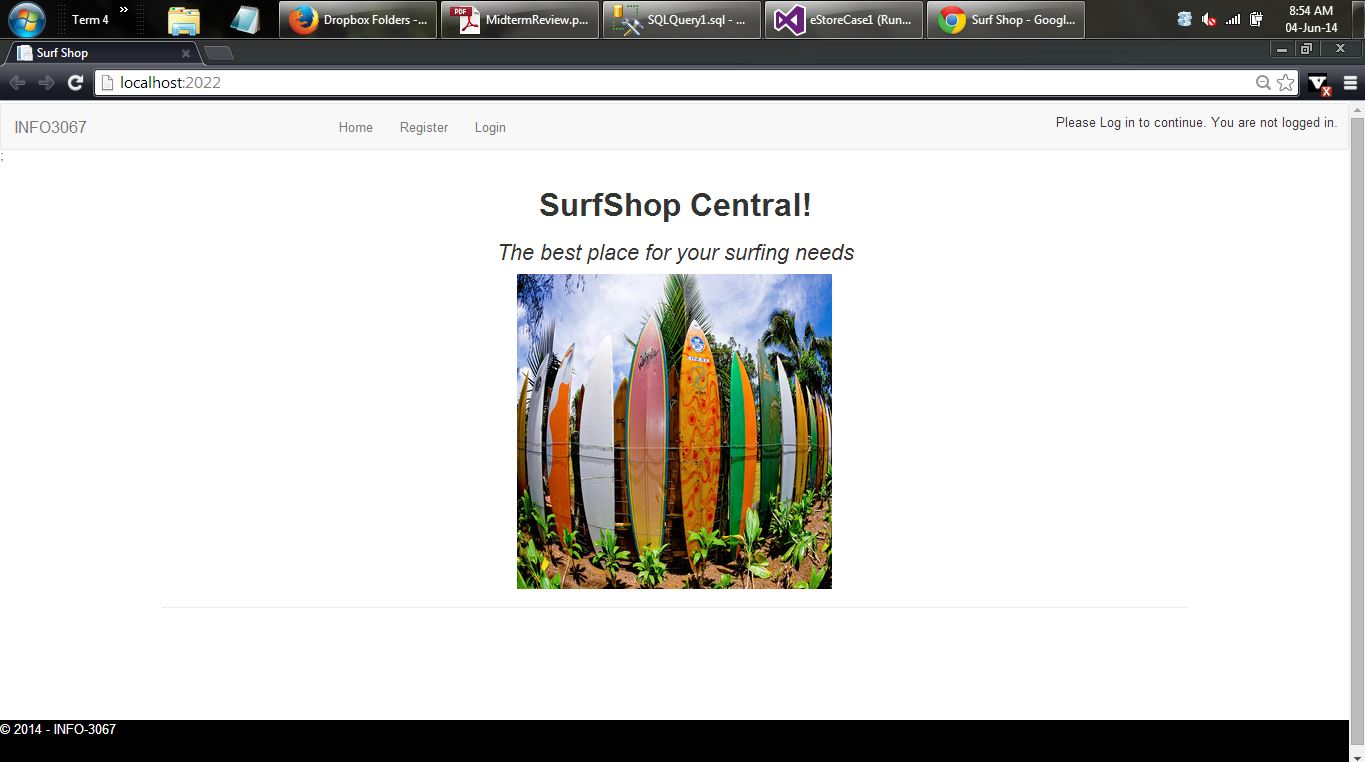 Term 4 » Dropbox Folders -... MidtermReview.p... SQLQuery1.sql - ... eStoreCase1 (Run... Surf Shop - Googl... 8:54 AM
04-Jun-14
Surf Shop
localhost:2022
INFO3067 Home Register Login Please Log in to continue. You are not logged in.
;
SurfShop Central!
The best place for your surfing needs
© 2014 - INFO-3067